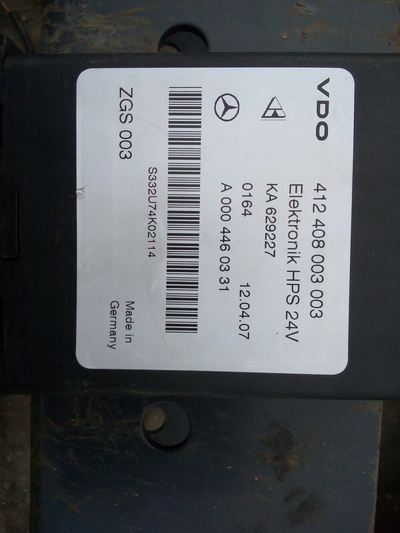 VDO
412 408 003 003
Elektronik HPS 24V
KA 629227
0164 12.04.07
A 000 446 03 31
S332U74K02114
ZGS 003
Made in
Germany